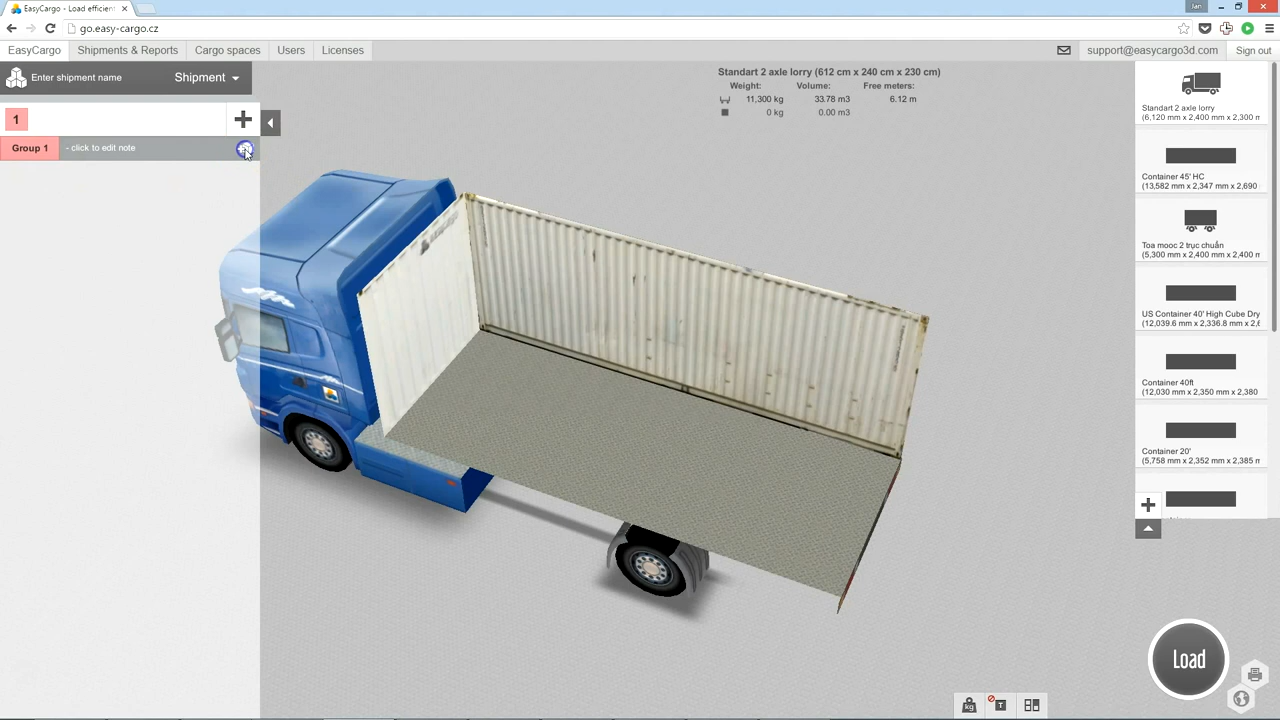 EasyCargo - Load efficient
Jan
go.easy-cargo.cz
EasyCargo
Shipments & Reports
Cargo spaces
Users
Licenses
support@easycargo3d.com
Sign out
Enter shipment name
Shipment
1
Group 1
- click to edit note
Standart 2 axle lorry (612 cm x 240 cm x 230 cm)
Weight: Volume: Free meters:
11,300 kg 33.78 m3 6.12 m
0 kg 0.00 m3
Standart 2 axle lorry
(6,120 mm x 2,400 mm x 2,300 m
Container 45' HC
(13,582 mm x 2,347 mm x 2,690
Toa mooc 2 trục chuẩn
(5,300 mm x 2,400 mm x 2,400 m
US Container 40' High Cube Dry
(12,039.6 mm x 2,336.8 mm x 2,6
Container 40ft
(12,030 mm x 2,350 mm x 2,380
Container 20'
(5,758 mm x 2,352 mm x 2,385 m
Load
kg
T